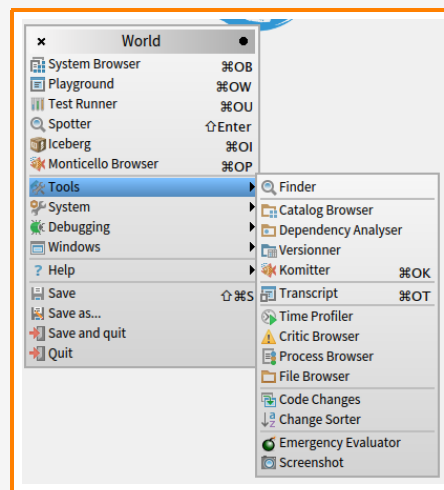 × World
System Browser ⌘OB
Playground ⌘OW
Test Runner ⌘OU
Spotter ⇧Enter
Iceberg ⌘OI
Monticello Browser ⌘OP
Tools
System
Debugging
Windows
? Help
Save ⇧⌘S
Save as...
Save and quit
Quit
Finder
Catalog Browser
Dependency Analyser
Versionner
Komitter ⌘OK
Transcript ⌘OT
Time Profiler
Critic Browser
Process Browser
File Browser
Code Changes
Change Sorter
Emergency Evaluator
Screenshot